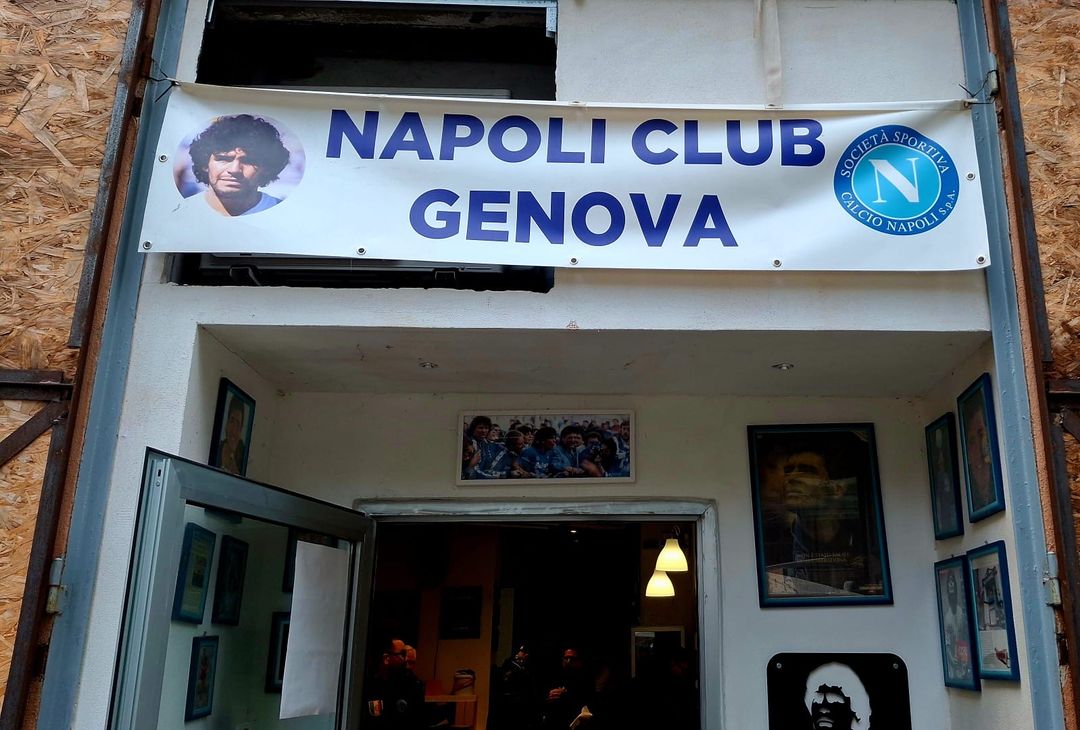 NAPOLI CLUB
GENOVA
SOCIETÀ SPORTIVA
N
CALCIO NAPOLI S.p.A.